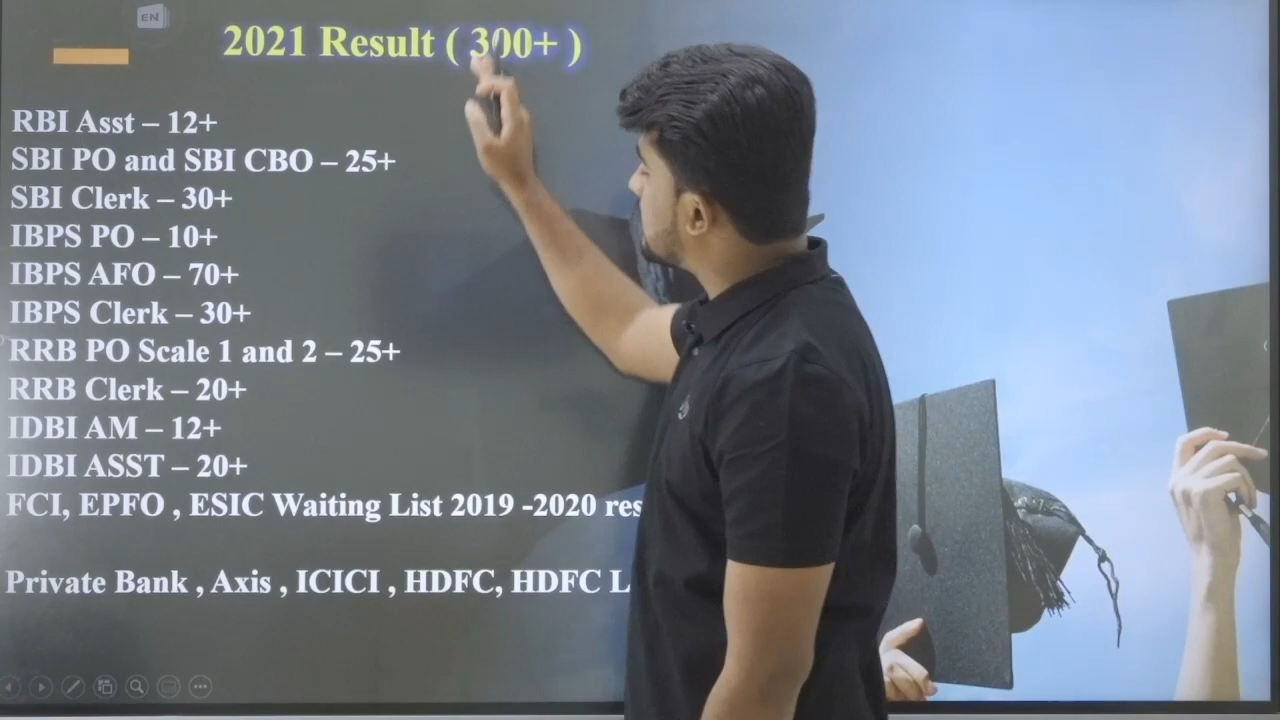 EN
2021 Result ( 300+ )
RBI Asst – 12+
SBI PO and SBI CBO – 25+
SBI Clerk – 30+
IBPS PO – 10+
IBPS AFO – 70+
IBPS Clerk – 30+
RRB PO Scale 1 and 2 – 25+
RRB Clerk – 20+
IDBI AM – 12+
IDBI ASST – 20+
FCI, EPFO , ESIC Waiting List 2019 -2020 res
Private Bank , Axis , ICICI , HDFC, HDFC L